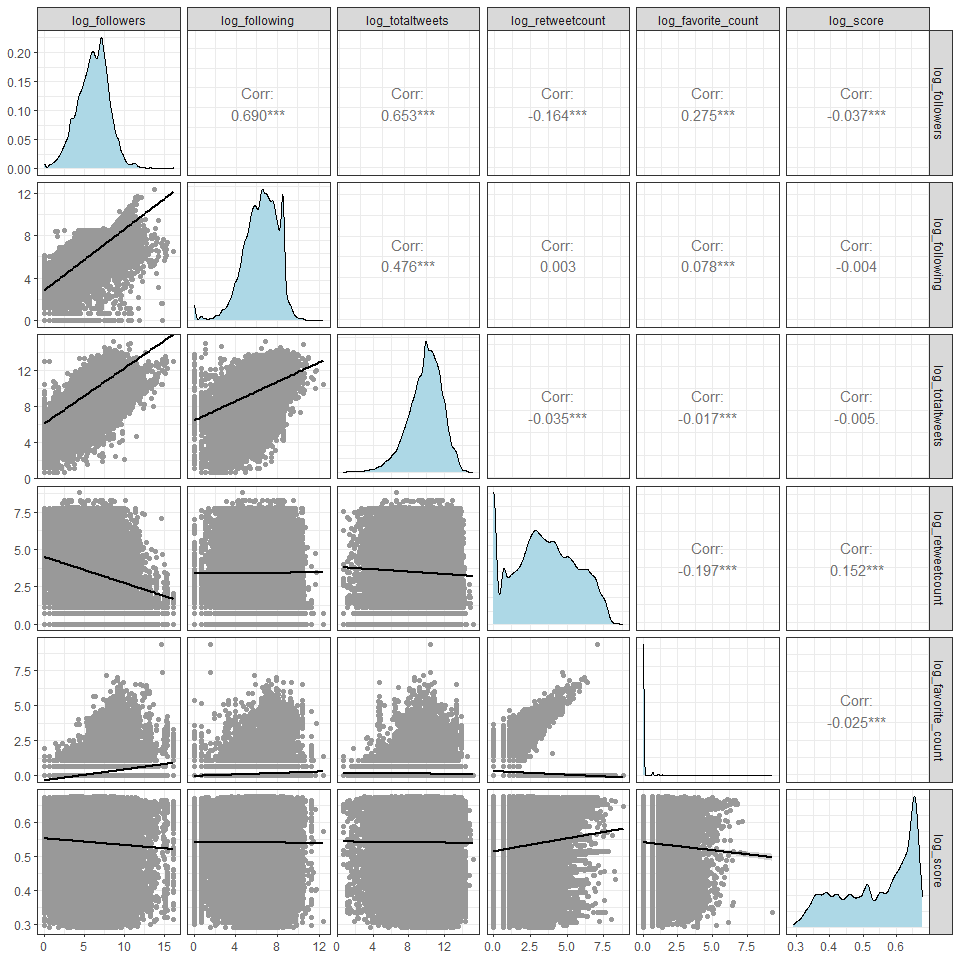 log_followers log_following log_totaltweets log_retweetcount log_favorite_count log_score
0.20
0.15
0.10
0.05
0.00
Corr:
0.690***
Corr:
0.653***
Corr:
-0.164***
Corr:
0.275***
Corr:
-0.037***
log_followers
12
8
4
0
Corr:
0.476***
Corr:
0.003
Corr:
0.078***
Corr:
-0.004
log_following
12
8
4
0
Corr:
-0.035***
Corr:
-0.017***
Corr:
-0.005.
log_totaltweets
7.5
5.0
2.5
0.0
Corr:
-0.197***
Corr:
0.152***
log_retweetcount
7.5
5.0
2.5
0.0
Corr:
-0.025***
log_favorite_count
0.6
0.5
0.4
0.3
log_score
0 5 10 15 0 4 8 12 0 4 8 12 0.0 2.5 5.0 7.5 0.0 2.5 5.0 7.5 0.3 0.4 0.5 0.6